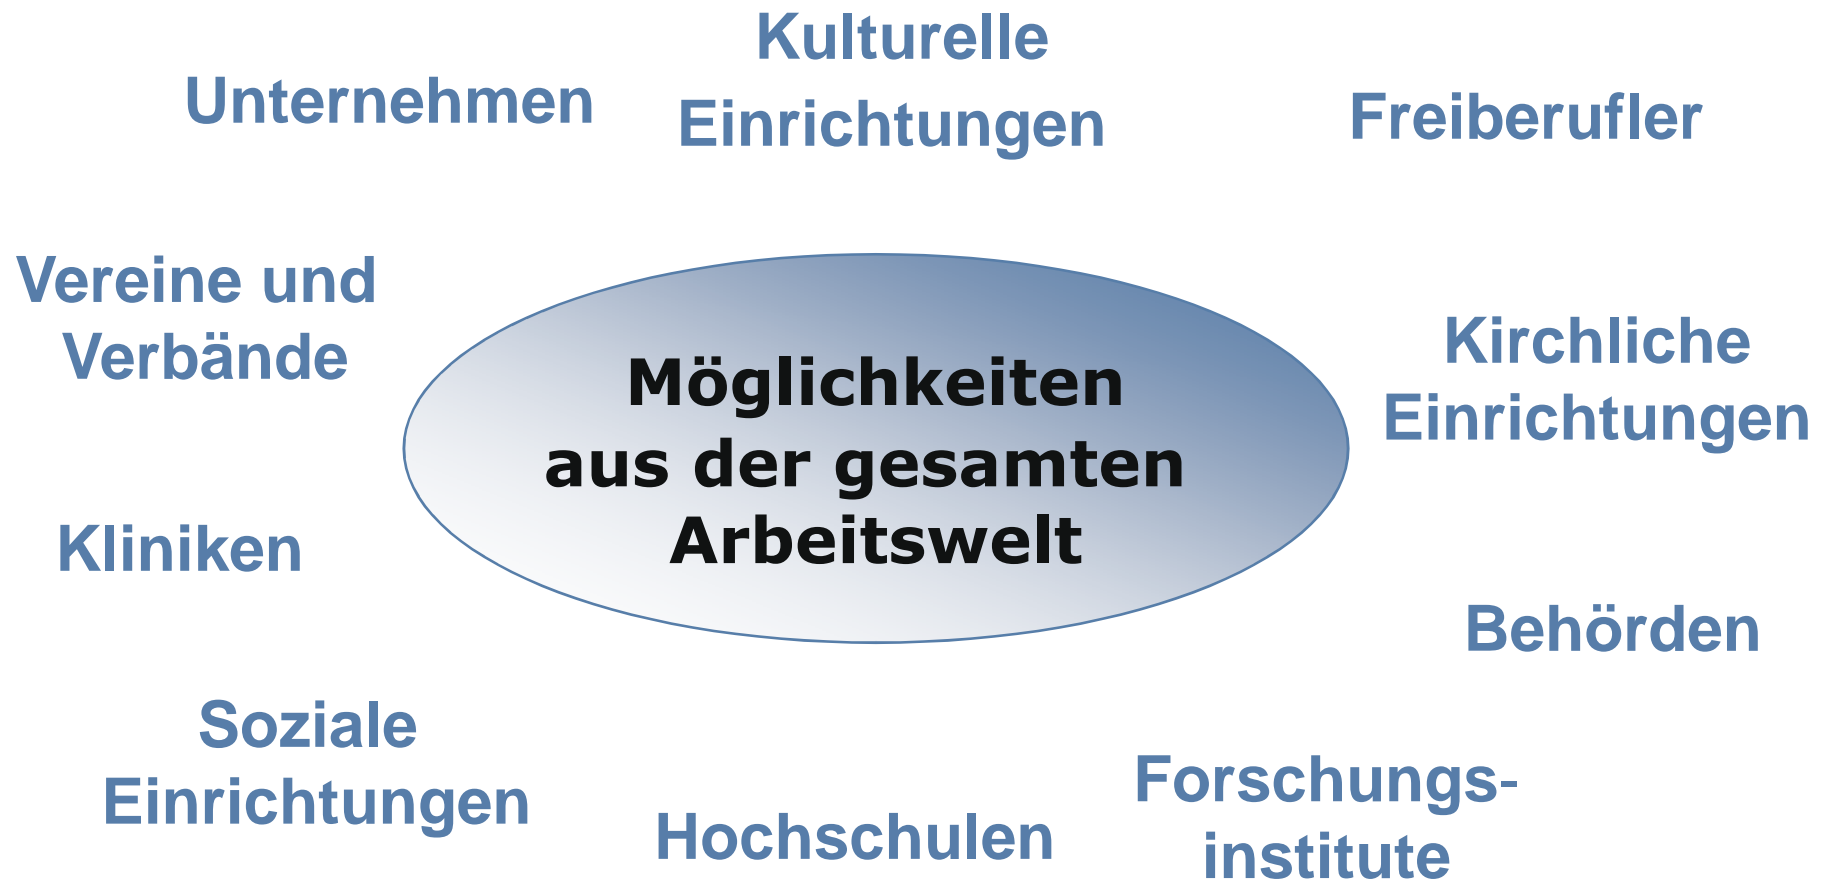 Kulturelle
Einrichtungen
Unternehmen
Freiberufler
Vereine und
Verbände
Möglichkeiten
aus der gesamten
Arbeitswelt
Kirchliche
Einrichtungen
Kliniken
Behörden
Soziale
Einrichtungen
Hochschulen
Forschungs-
institute